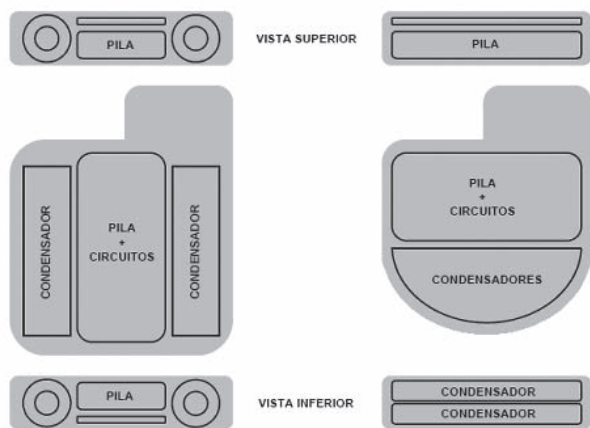 PILA
VISTA SUPERIOR
PILA
CONDENSADOR
PILA
+
CIRCUITOS
CONDENSADOR
PILA
+
CIRCUITOS
CONDENSADORES
PILA
VISTA INFERIOR
CONDENSADOR
CONDENSADOR